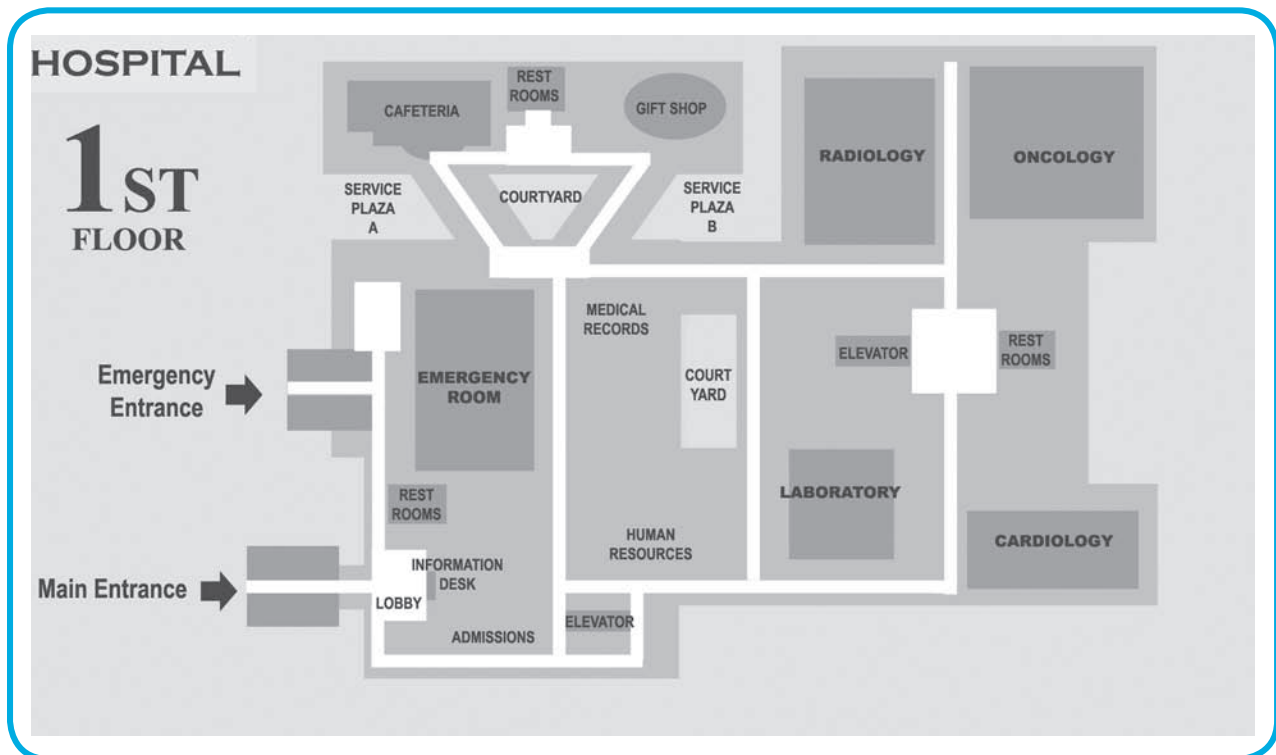 HOSPITAL
1ST
FLOOR
CAFETERIA
REST
ROOMS
GIFT SHOP
SERVICE
PLAZA
A
COURTYARD
SERVICE
PLAZA
B
RADIOLOGY
ONCOLOGY
Emergency
Entrance
EMERGENCY
ROOM
MEDICAL
RECORDS
COURT
YARD
ELEVATOR
REST
ROOMS
REST
ROOMS
LABORATORY
HUMAN
RESOURCES
CARDIOLOGY
Main Entrance
INFORMATION
DESK
LOBBY
ADMISSIONS
ELEVATOR